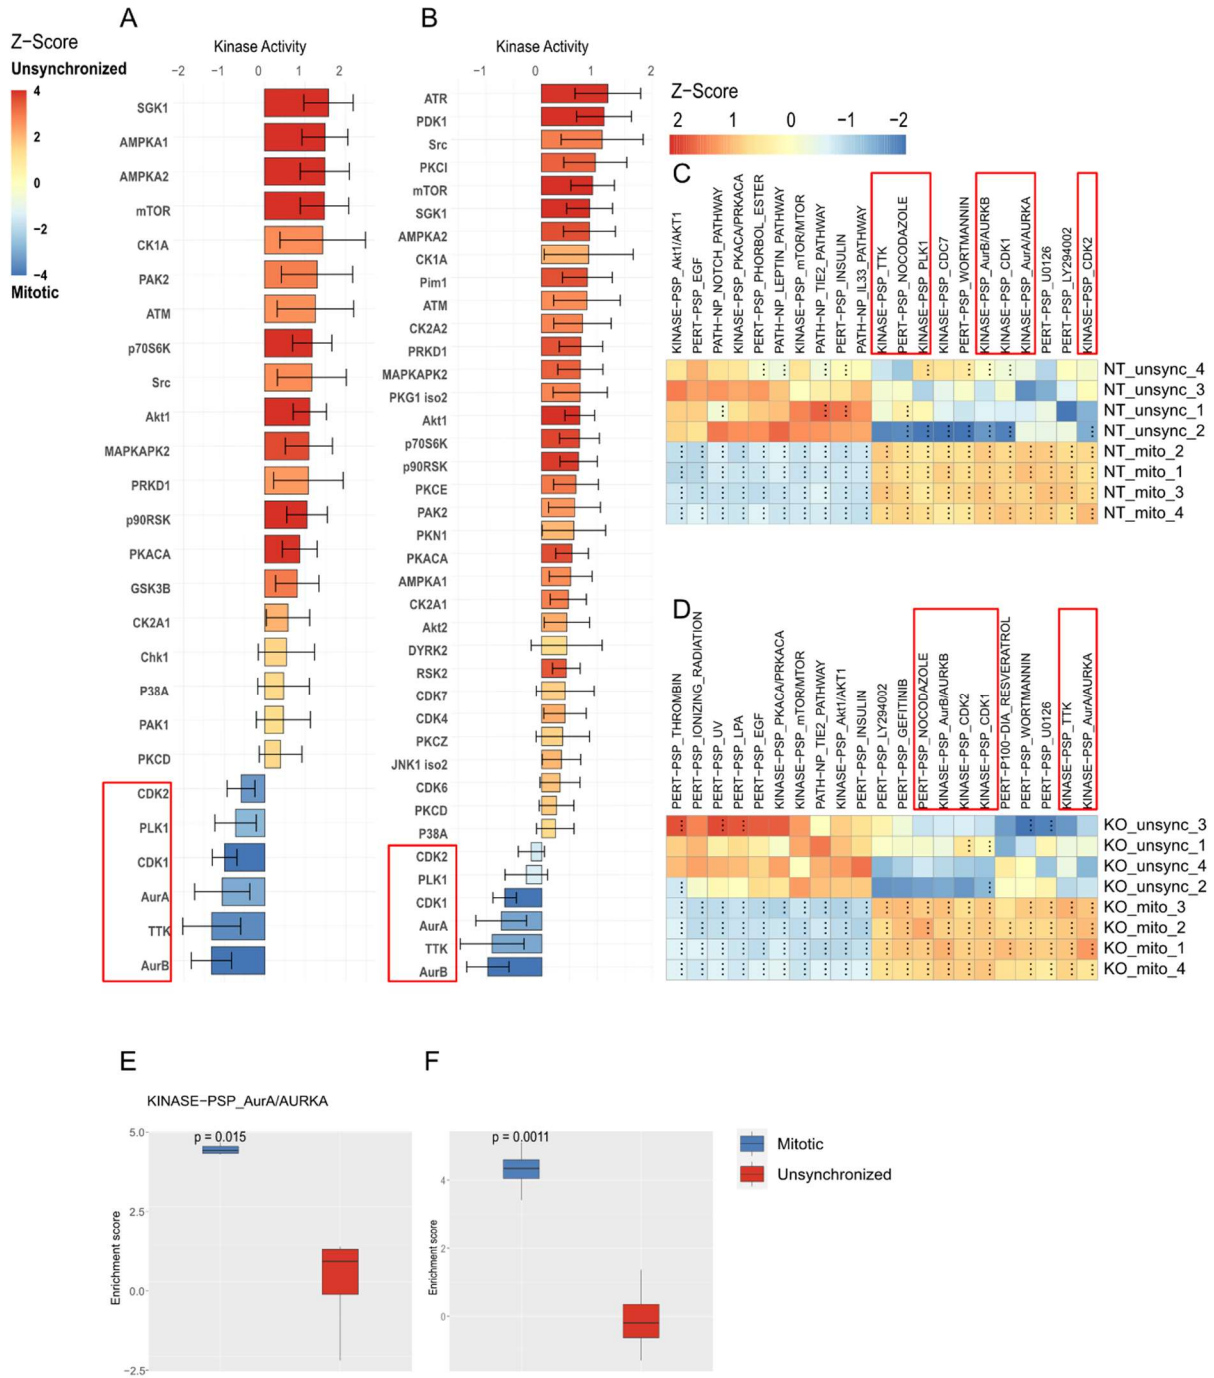 A
B
Z-Score
Unsynchronized
4
2
0
−2
−4
Mitotic
Kinase Activity
−2 −1 0 1 2
SGK1
AMPKA1
AMPKA2
mTOR
CK1A
PAK2
ATM
p70S6K
Src
Akt1
MAPKAPK2
PRKD1
p90RSK
PKACA
GSK3B
CK2A1
Chk1
P38A
PAK1
PKCD
CDK2
PLK1
CDK1
AurA
TTK
AurB
Kinase Activity
−1 0 1 2
ATR
PDK1
Src
PKCI
mTOR
SGK1
AMPKA2
CK1A
Pim1
ATM
CK2A2
PRKD1
MAPKAPK2
PKG1 iso2
Akt1
p70S6K
p90RSK
PKCE
PAK2
PKN1
PKACA
AMPKA1
CK2A1
Akt2
DYRK2
RSK2
CDK7
CDK4
PKCZ
JNK1 iso2
CDK6
PKCD
P38A
CDK2
PLK1
CDK1
AurA
TTK
AurB
Z-Score
2 1 0 −1 −2
C
KINASE−PSP_Akt1/AKT1
PERT−PSP_EGF
PATH−NP_NOTCH_PATHWAY
KINASE−PSP_PKACA/PRKACA
PERT−PSP_PHORBOL_ESTER
PATH−NP_LEPTIN_PATHWAY
KINASE−PSP_mTOR/MTOR
PATH−NP_TIE2_PATHWAY
PERT−PSP_INSULIN
PATH−NP_IL33_PATHWAY
KINASE−PSP_TTK
PERT−PSP_NOCODAZOLE
KINASE−PSP_PLK1
KINASE−PSP_CDC7
PERT−PSP_WORTMANNIN
KINASE−PSP_AurB/AURKB
KINASE−PSP_CDK1
KINASE−PSP_AurA/AURKA
PERT−PSP_U0126
PERT−PSP_LY294002
KINASE−PSP_CDK2
NT_unsync_4
NT_unsync_3
NT_unsync_1
NT_unsync_2
NT_mito_2
NT_mito_1
NT_mito_3
NT_mito_4
D
PERT−PSP_THROMBIN
PERT−PSP_IONIZING_RADIATION
PERT−PSP_UV
PERT−PSP_LPA
PERT−PSP_EGF
KINASE−PSP_PKACA/PRKACA
KINASE−PSP_mTOR/MTOR
PATH−NP_TIE2_PATHWAY
KINASE−PSP_Akt1/AKT1
PERT−PSP_INSULIN
PERT−PSP_LY294002
PERT−PSP_GEFITINIB
PERT−PSP_NOCODAZOLE
KINASE−PSP_AurB/AURKB
KINASE−PSP_CDK2
KINASE−PSP_CDK1
PERT−P100−DIA_RESVERATROL
PERT−PSP_WORTMANNIN
PERT−PSP_U0126
KINASE−PSP_TTK
KINASE−PSP_AurA/AURKA
KO_unsync_3
KO_unsync_1
KO_unsync_4
KO_unsync_2
KO_mito_3
KO_mito_2
KO_mito_1
KO_mito_4
E
KINASE−PSP_AurA/AURKA
p = 0.015
Enrichment score
5.0
2.5
0.0
−2.5
F
p = 0.0011
Enrichment score
4
2
0
Mitotic
Unsynchronized